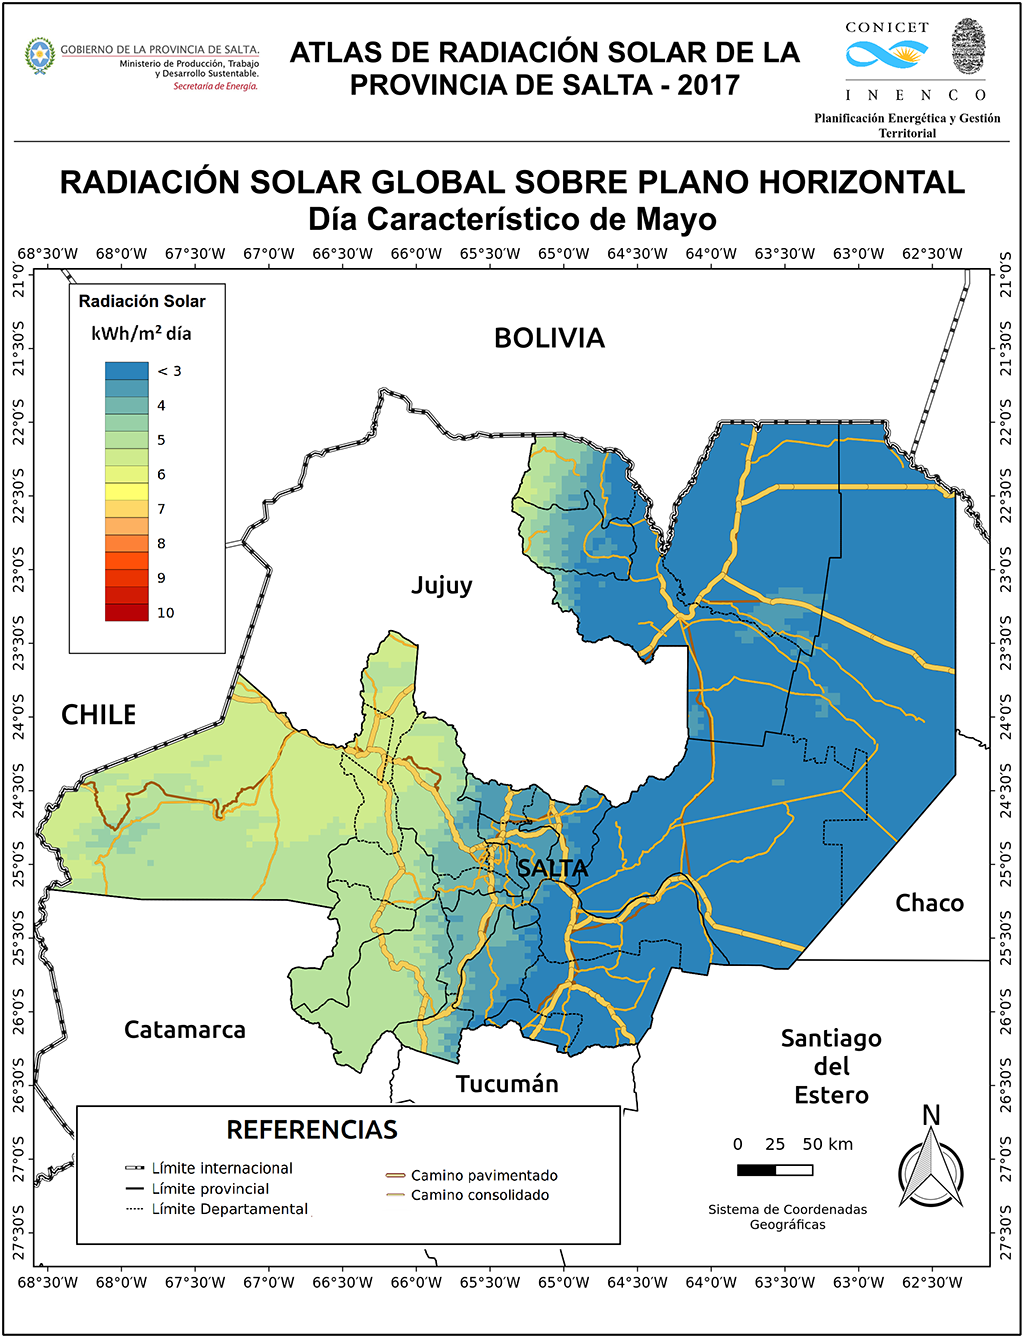 GOBIERNO DE LA PROVINCIA DE SALTA.
Ministerio de Producción, Trabajo
y Desarrollo Sustentable.
Secretaría de Energía.
ATLAS DE RADIACIÓN SOLAR DE LA
PROVINCIA DE SALTA - 2017
CONICET
INENCO
Planificación Energética y Gestión
Territorial
RADIACIÓN SOLAR GLOBAL SOBRE PLANO HORIZONTAL
Día Característico de Mayo
68°30'W 68°0'W 67°30'W 67°0'W 66°30'W 66°0'W 65°30'W 65°0'W 64°30'W 64°0'W 63°30'W 63°0'W 62°30'W
21°0'
21°30'S
22°0'S
22°30'S
23°0'S
23°30'S
24°0'S
24°30'S
25°0'S
25°30'S
26°0'S
26°30'S
27°0'S
27°30'S
Radiación Solar
kWh/m² día
< 3
4
5
6
7
8
9
10
BOLIVIA
Jujuy
CHILE
SALTA
Chaco
Catamarca
Tucumán
Santiago
del
Estero
REFERENCIAS
Límite internacional
Límite provincial
Límite Departamental
Camino pavimentado
Camino consolidado
N
0 25 50 km
Sistema de Coordenadas
Geográficas
21°0'S
21°30'S
22°0'S
22°30'S
23°0'S
23°30'S
24°0'S
24°30'S
25°0'S
25°30'S
26°0'S
26°30'S
27°0'S
27°30'S
68°30'W 68°0'W 67°30'W 67°0'W 66°30'W 66°0'W 65°30'W 65°0'W 64°30'W 64°0'W 63°30'W 63°0'W 62°30'W